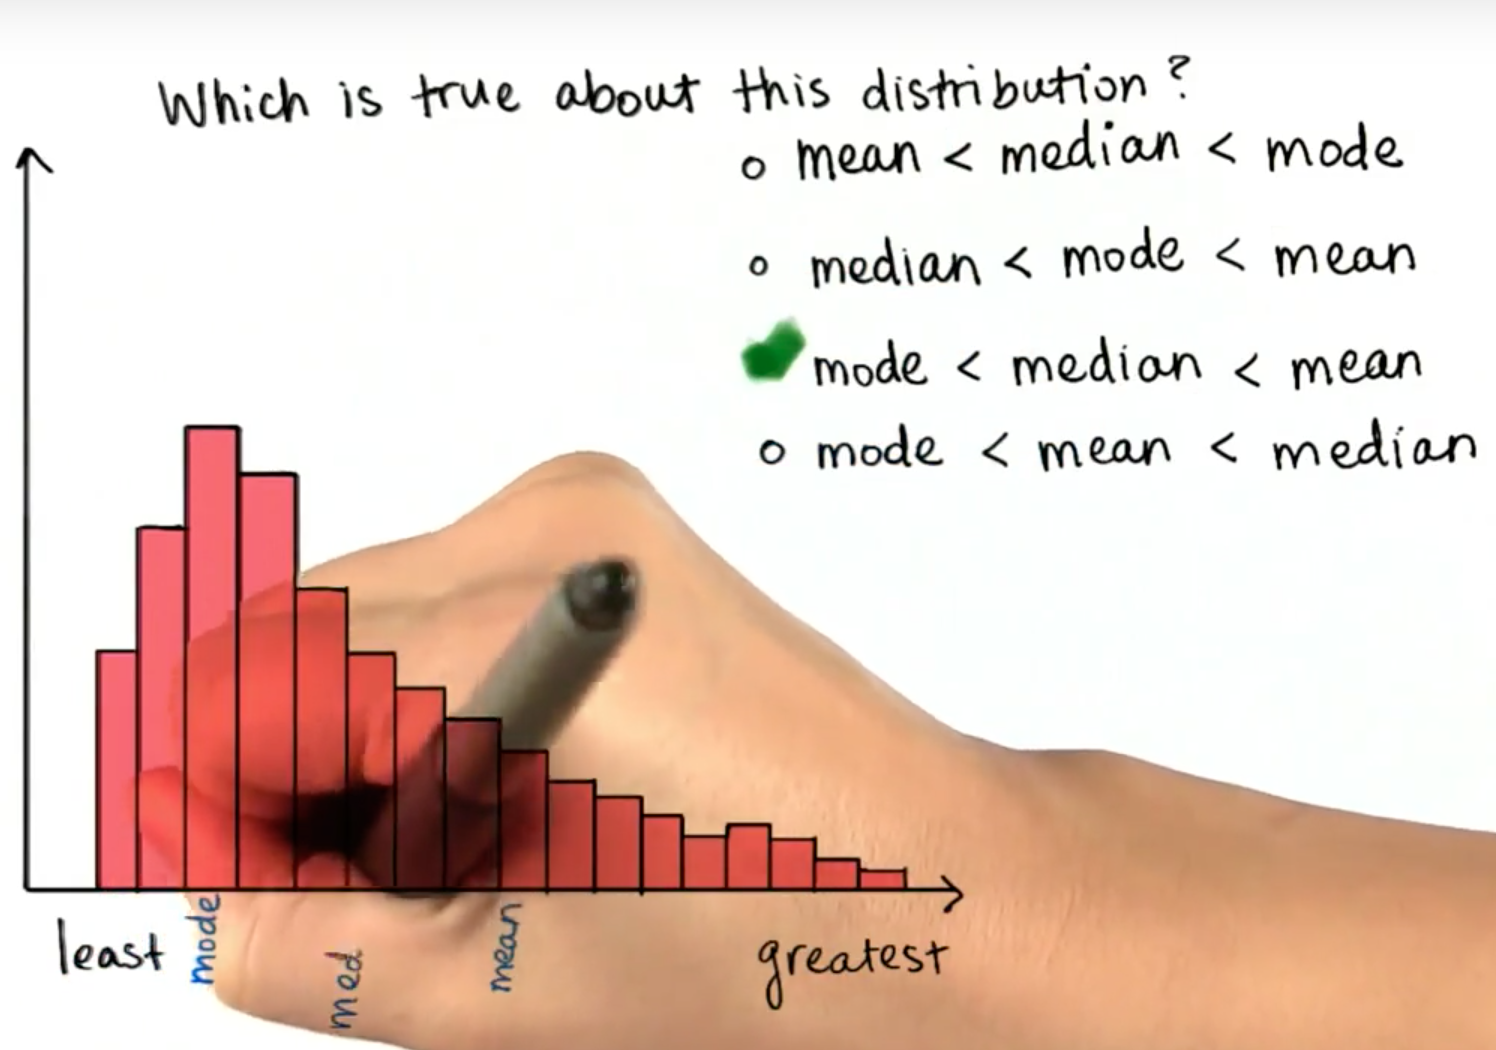 Which is true about this distribution?
o mean < median < mode
o median < mode < mean
mode < median < mean
o mode < mean < median
least
mode
med
mean
greatest